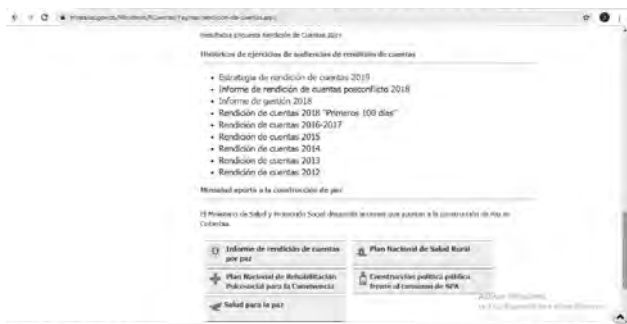 Resultados encuesta Rendición de Cuentas 2021
Históricos de ejercicios de audiencias de rendición de cuentas
• Estrategia de rendición de cuentas 2019
• Informe de rendición de cuentas posconflicto 2018
• Informe de gestión 2018
• Rendición de cuentas 2018 "Primeros 100 días"
• Rendición de cuentas 2016-2017
• Rendición de cuentas 2015
• Rendición de cuentas 2014
• Rendición de cuentas 2013
• Rendición de cuentas 2012
Minsalud aporta a la construcción de paz
El Ministerio de Salud y Protección Social desarrolla acciones que aportan a la construcción de Paz en
Colombia.
Informe de rendición de cuentas
por paz
Plan Nacional de Salud Rural
Plan Nacional de Rehabilitación
Psicosocial para la Convivencia
Construcción política pública
frente al consumo de SPA
Salud para la paz
Activar Windows